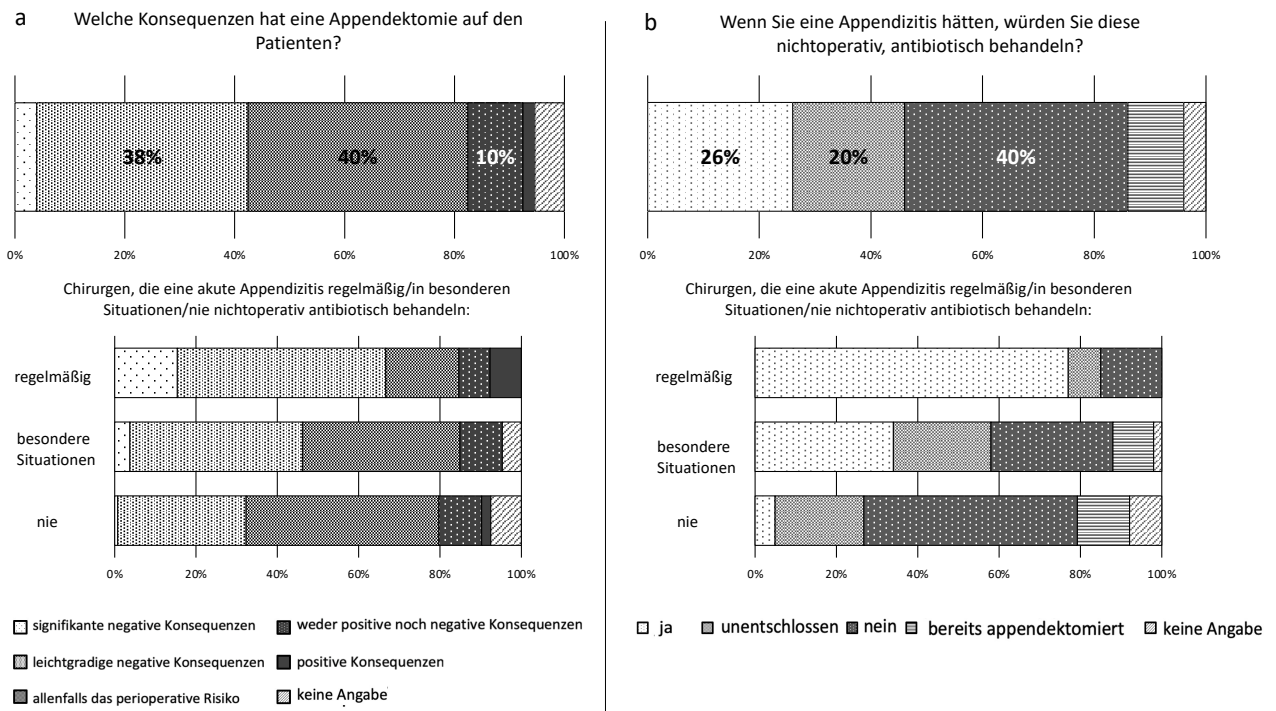 a
Welche Konsequenzen hat eine Appendektomie auf den
Patienten?
38%
40%
10%
0%
20%
40%
60%
80%
100%
Chirurgen, die eine akute Appendizitis regelmäßig/in besonderen
Situationen/nie nichtoperativ antibiotisch behandeln:
regelmäßig
besondere
Situationen
nie
0%
20%
40%
60%
80%
100%
signifikante negative Konsequenzen
weder positive noch negative Konsequenzen
leichtgradige negative Konsequenzen
positive Konsequenzen
allenfalls das perioperative Risiko
keine Angabe
b
Wenn Sie eine Appendizitis hätten, würden Sie diese
nichtoperativ, antibiotisch behandeln?
26%
20%
40%
0%
20%
40%
60%
80%
100%
Chirurgen, die eine akute Appendizitis regelmäßig/in besonderen
Situationen/nie nichtoperativ antibiotisch behandeln:
regelmäßig
besondere
Situationen
nie
0%
20%
40%
60%
80%
100%
ja
unentschlossen
nein
bereits appendektomiert
keine Angabe